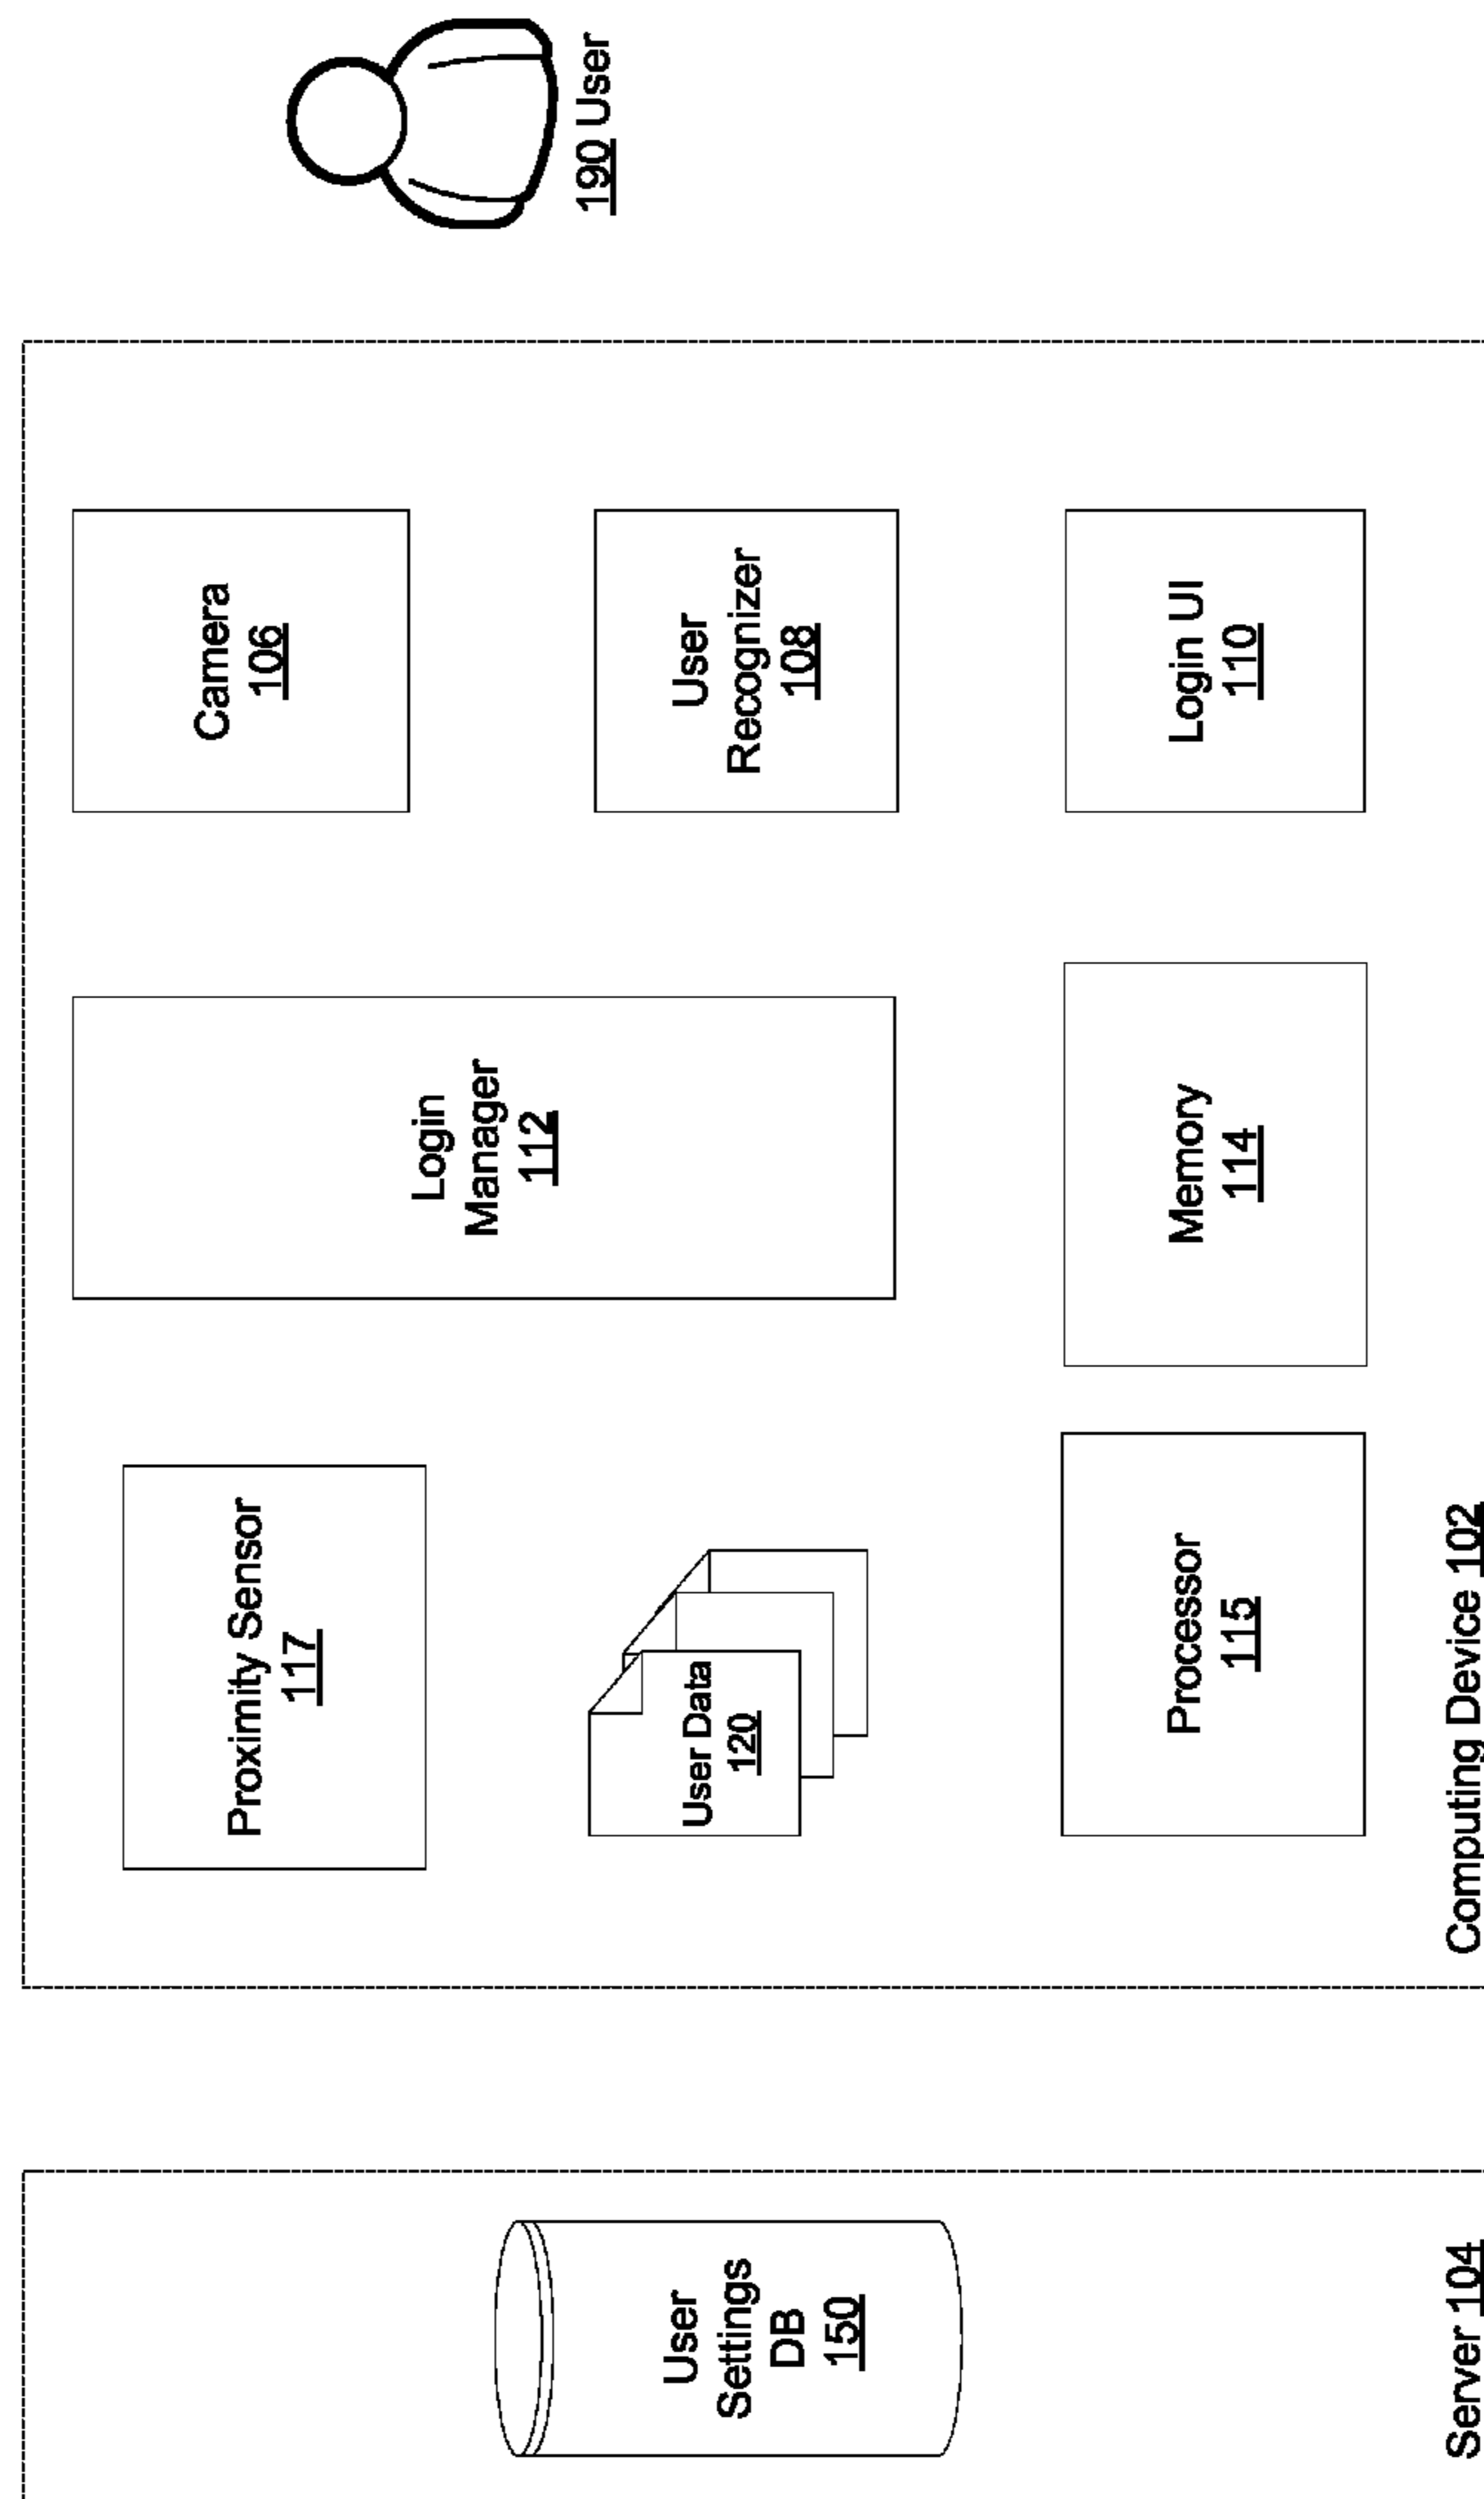 User
Settings
DB
150
Server 104
Proximity Sensor
117
User Data
120
Processor
115
Computing Device 102
Login
Manager
112
Memory
114
Camera
106
User
Recognizer
108
Login UI
110
190 User